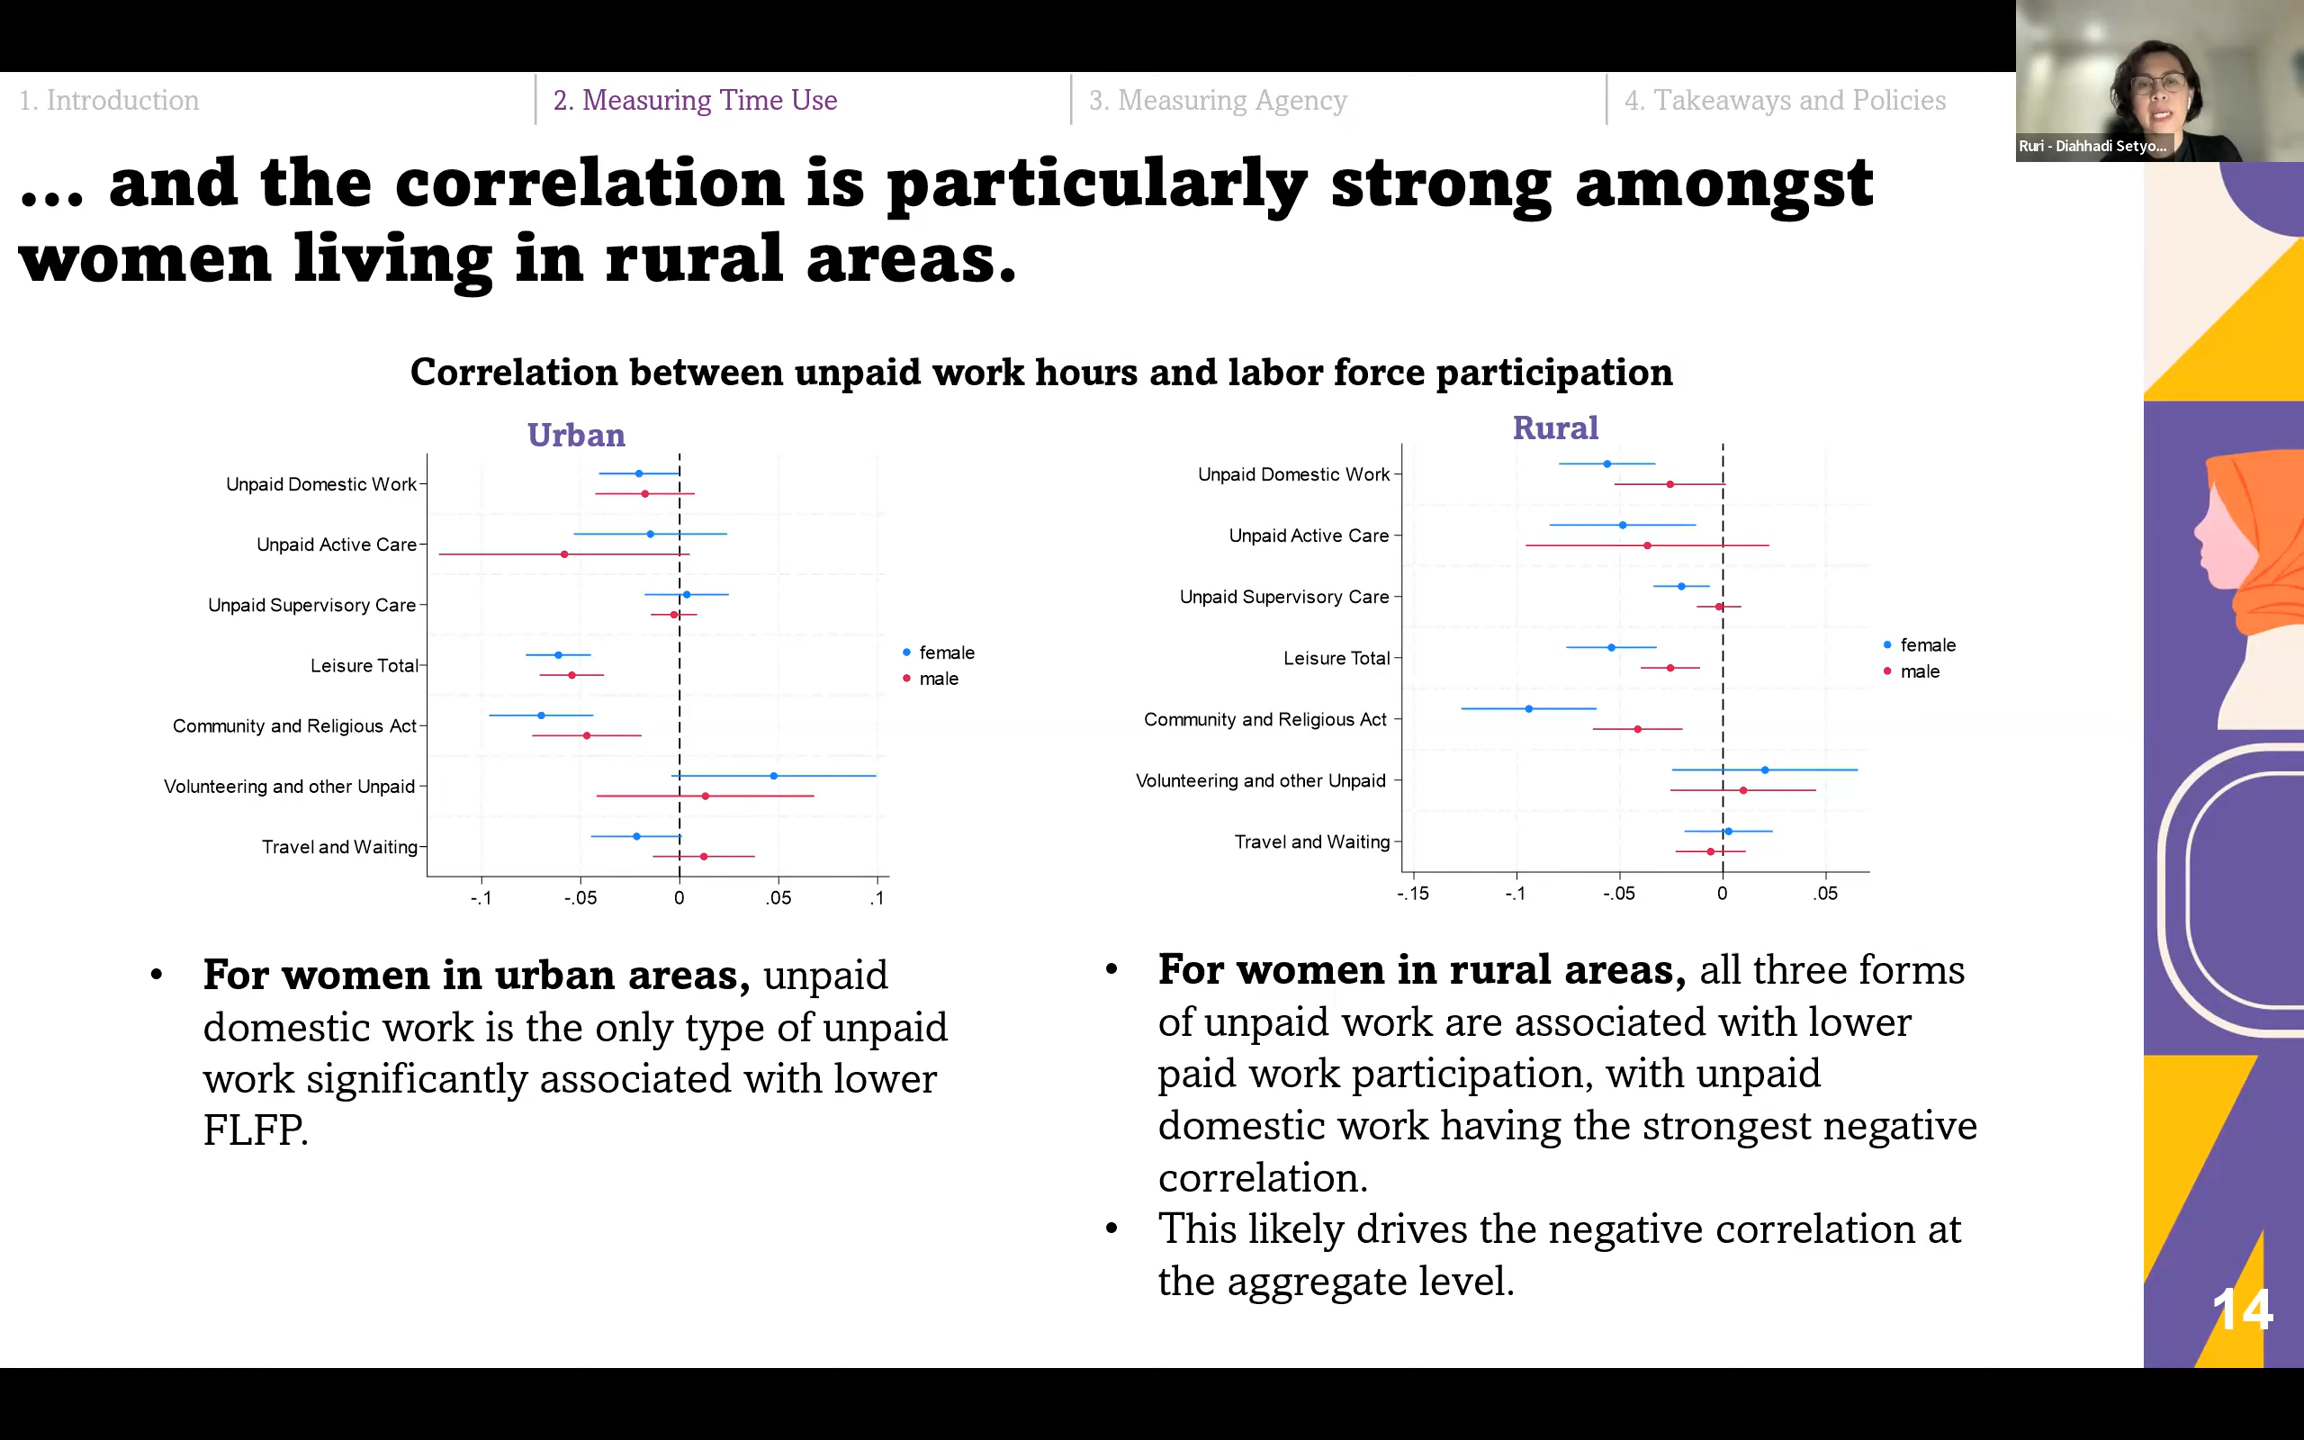 1. Introduction
2. Measuring Time Use
3. Measuring Agency
4. Takeaways and Policies
Ruri - Diahhadi Setyo...
... and the correlation is particularly strong amongst
women living in rural areas.
Correlation between unpaid work hours and labor force participation
Urban
Unpaid Domestic Work
Unpaid Active Care
Unpaid Supervisory Care
Leisure Total
Community and Religious Act
Volunteering and other Unpaid
Travel and Waiting
-.1 -.05 0 .05 .1
female
male
Rural
Unpaid Domestic Work
Unpaid Active Care
Unpaid Supervisory Care
Leisure Total
Community and Religious Act
Volunteering and other Unpaid
Travel and Waiting
-.15 -.1 -.05 0 .05
female
male
• For women in urban areas, unpaid
domestic work is the only type of unpaid
work significantly associated with lower
FLFP.
• For women in rural areas, all three forms
of unpaid work are associated with lower
paid work participation, with unpaid
domestic work having the strongest negative
correlation.
• This likely drives the negative correlation at
the aggregate level.
14